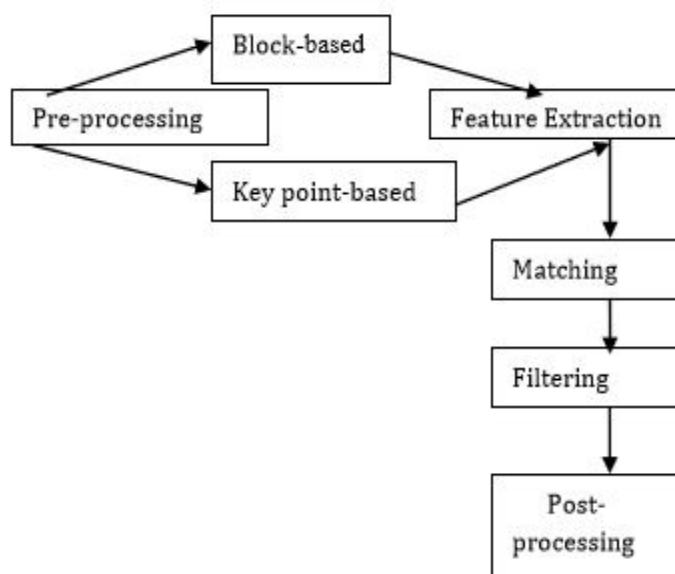 Block-based
Pre-processing
Feature Extraction
Key point-based
Matching
Filtering
Post-
processing